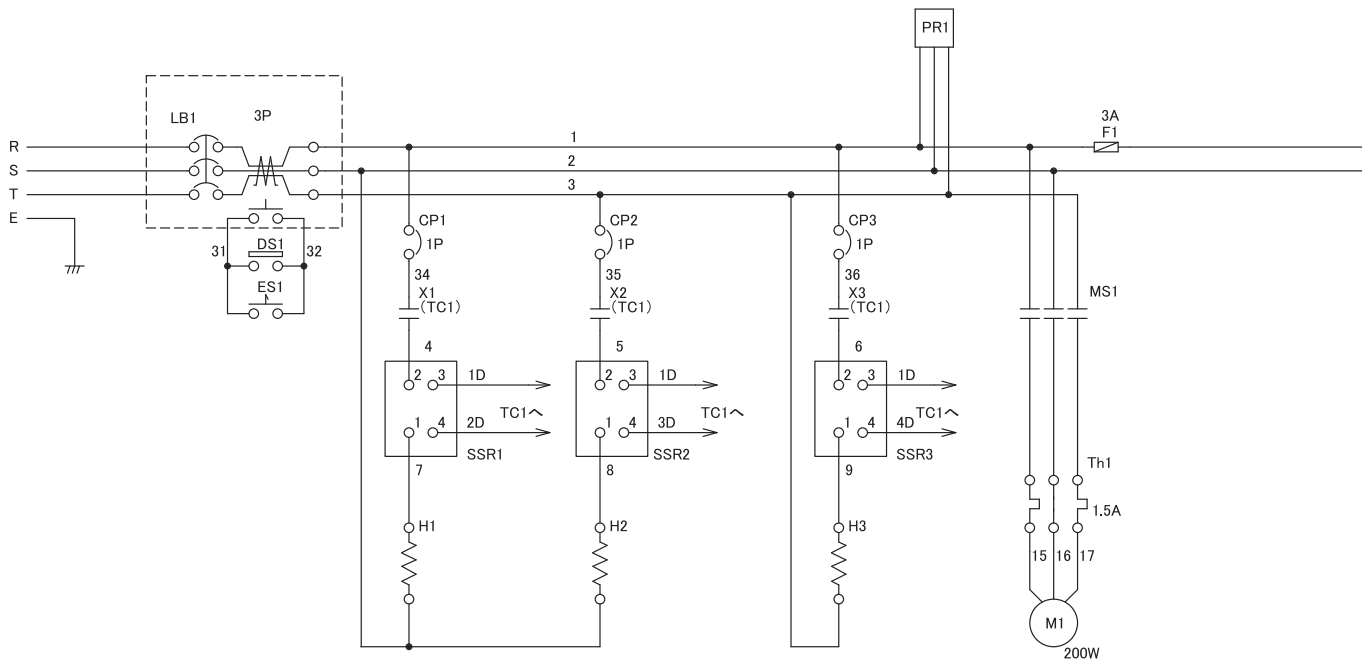 PR1
LB1 3P
3A
F1
R 1
S 2
T 3
E
CP1 CP2 CP3
1P 1P 1P
31 DS1 32
34 35 36
ES1
X1 X2 X3 MS1
(TC1) (TC1) (TC1)
4 5 6
2 3 1D 2 3 1D 2 3 1D
TC1へ TC1へ TC1へ
1 4 2D 1 4 3D 1 4 4D
SSR1 SSR2 SSR3
7 8 9 Th1
1.5A
H1 H2 H3
15 16 17
M1
200W